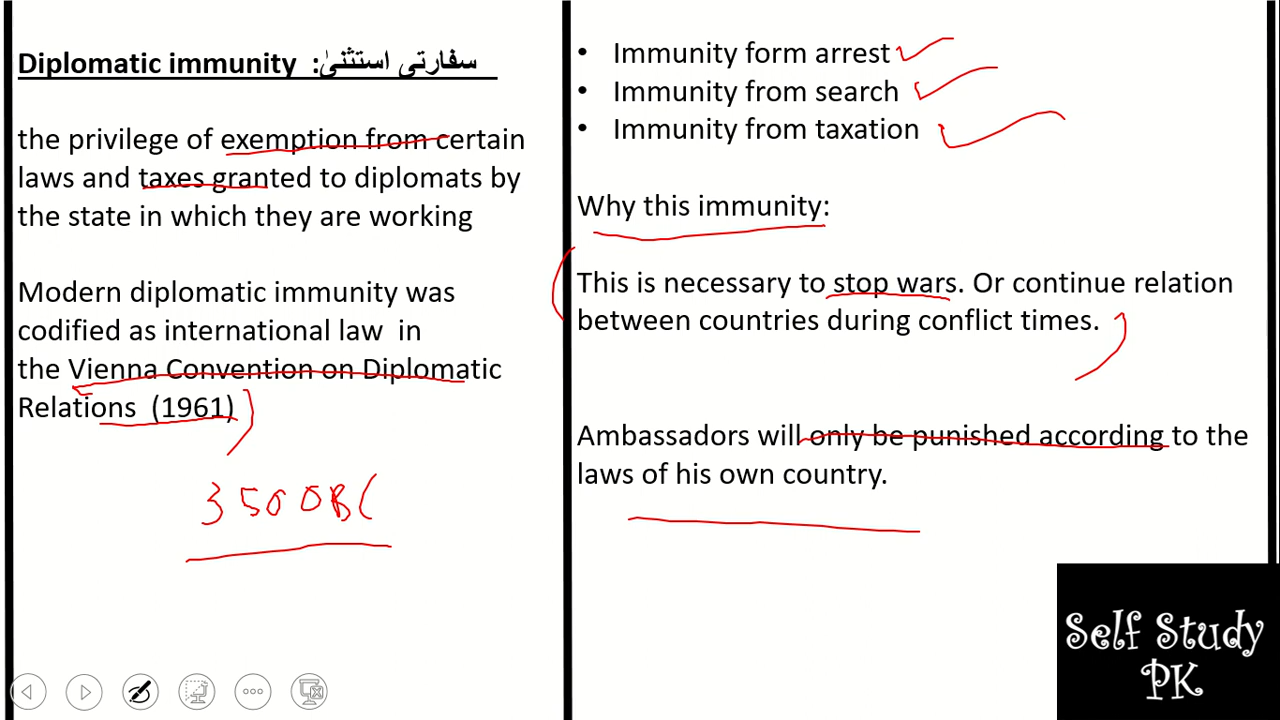 Diplomatic immunity :سفارتی استثنیٰ
the privilege of exemption from certain
laws and taxes granted to diplomats by
the state in which they are working
Modern diplomatic immunity was
codified as international law in
the Vienna Convention on Diplomatic
Relations (1961)
3500BC
• Immunity form arrest
• Immunity from search
• Immunity from taxation
Why this immunity:
This is necessary to stop wars. Or continue relation
between countries during conflict times.
Ambassadors will only be punished according to the
laws of his own country.
Self Study
PK